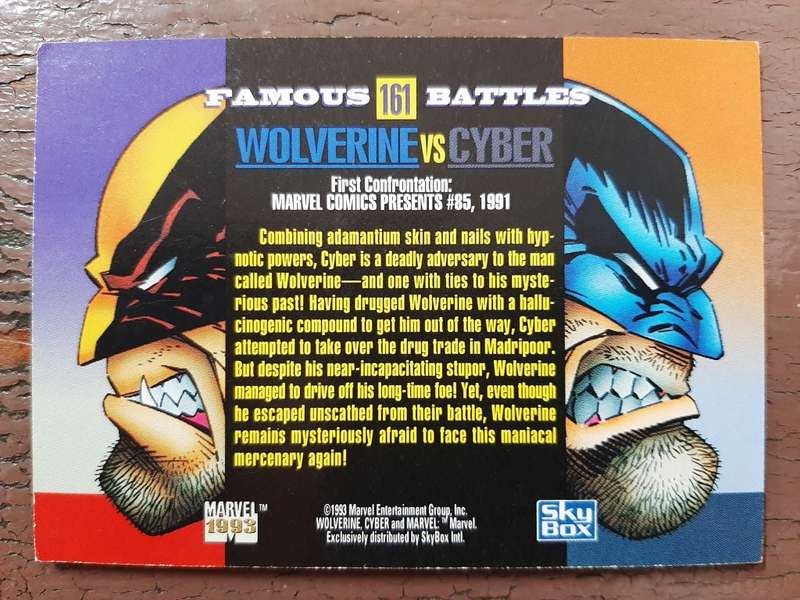 FAMOUS 161 BATTLES
WOLVERINE VS CYBER
First Confrontation:
MARVEL COMICS PRESENTS #85, 1991
Combining adamantium skin and nails with hyp-
notic powers, Cyber is a deadly adversary to the man
called Wolverine—and one with ties to his myste-
rious past! Having drugged Wolverine with a hallu-
cinogenic compound to get him out of the way, Cyber
attempted to take over the drug trade in Madripoor.
But despite his near-incapacitating stupor, Wolverine
managed to drive off his long-time foe! Yet, even though
he escaped unscathed from their battle, Wolverine
remains mysteriously afraid to face this maniacal
mercenary again!
MARVEL™
1993
©1993 Marvel Entertainment Group, Inc.
WOLVERINE, CYBER and MARVEL: ™ Marvel.
Exclusively distributed by SkyBox Intl.
Sky
Box